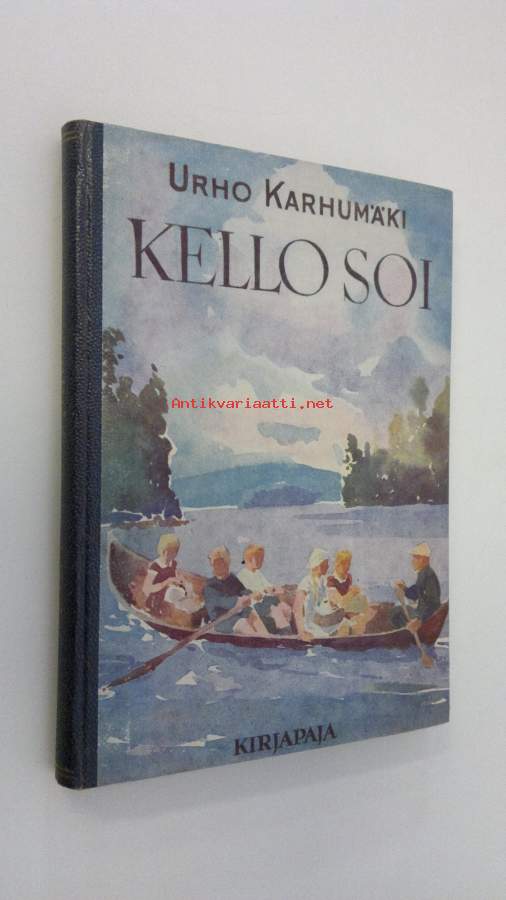 URHO KARHUMÄKI
KELLO SOI
Antikvariaatti.net
KIRJAPAJA